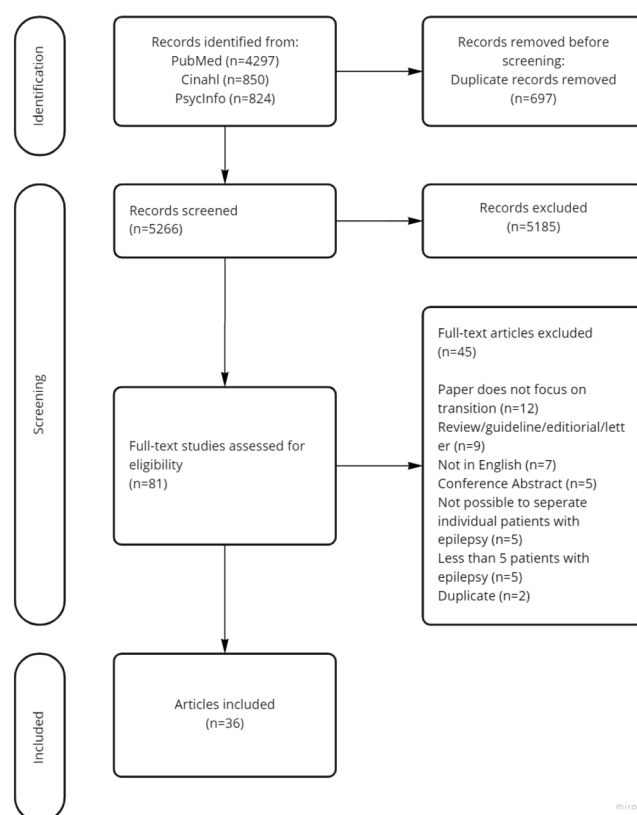 Identification
Records identified from:
PubMed (n=4297)
Cinahl (n=850)
PsycInfo (n=824)
Records removed before
screening:
Duplicate records removed
(n=697)
Screening
Records screened
(n=5266)
Records excluded
(n=5185)
Full-text studies assessed for
eligibility
(n=81)
Full-text articles excluded
(n=45)
Paper does not focus on
transition (n=12)
Review/guideline/editiorial/lett
er (n=9)
Not in English (n=7)
Conference Abstract (n=5)
Not possible to seperate
individual patients with
epilepsy (n=5)
Less than 5 patients with
epilepsy (n=5)
Duplicate (n=2)
Included
Articles included
(n=36)
miro